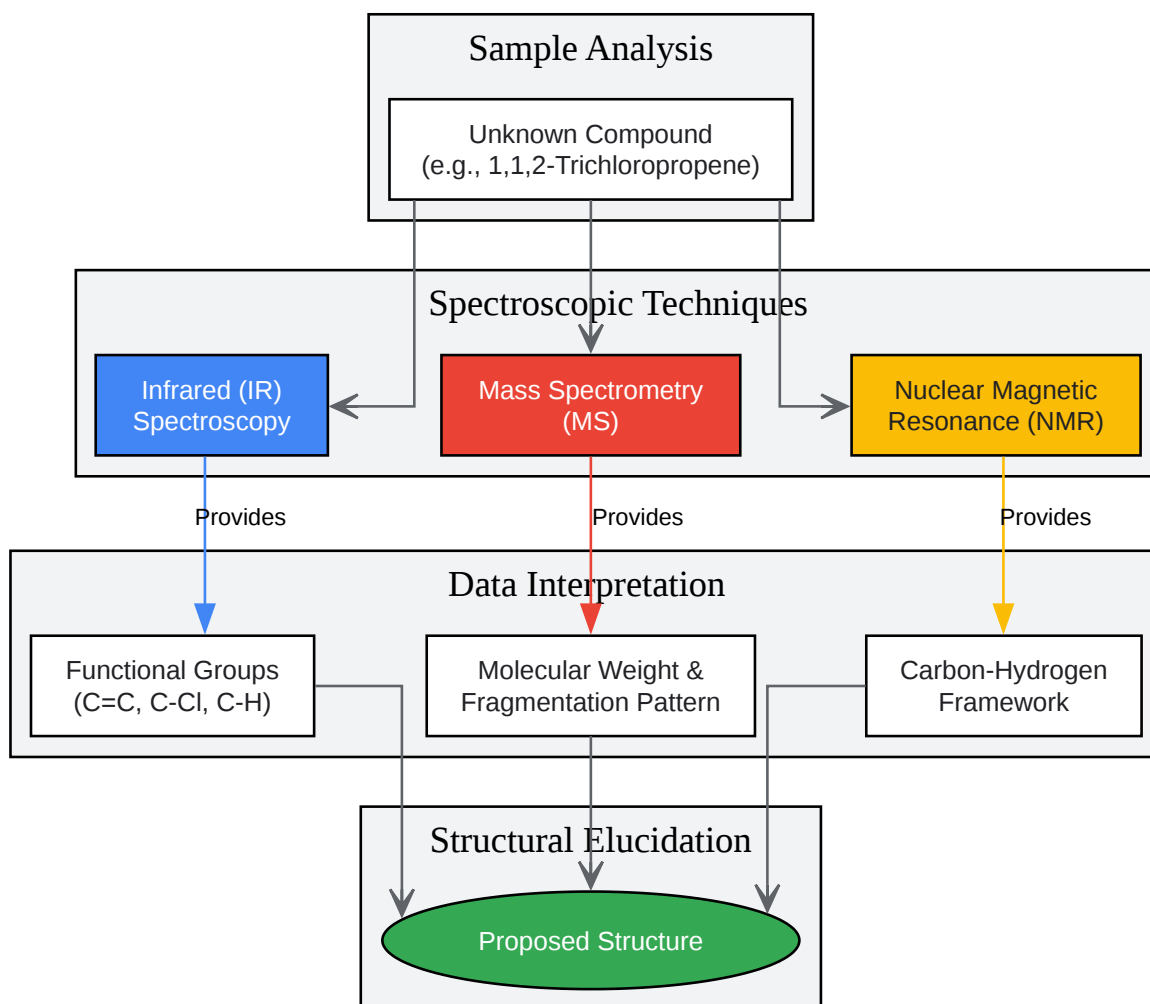 Sample Analysis
Unknown Compound
(e.g., 1,1,2-Trichloropropene)
Spectroscopic Techniques
Infrared (IR)
Spectroscopy
Mass Spectrometry
(MS)
Nuclear Magnetic
Resonance (NMR)
Provides
Provides
Provides
Data Interpretation
Functional Groups
(C=C, C-Cl, C-H)
Molecular Weight &
Fragmentation Pattern
Carbon-Hydrogen
Framework
Structural Elucidation
Proposed Structure